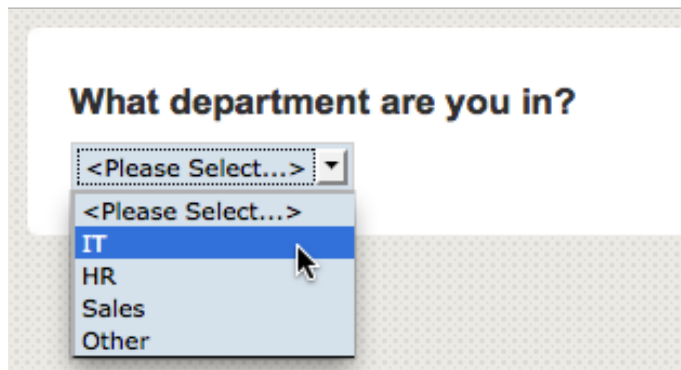 What department are you in?
<Please Select...>
<Please Select...>
IT
HR
Sales
Other